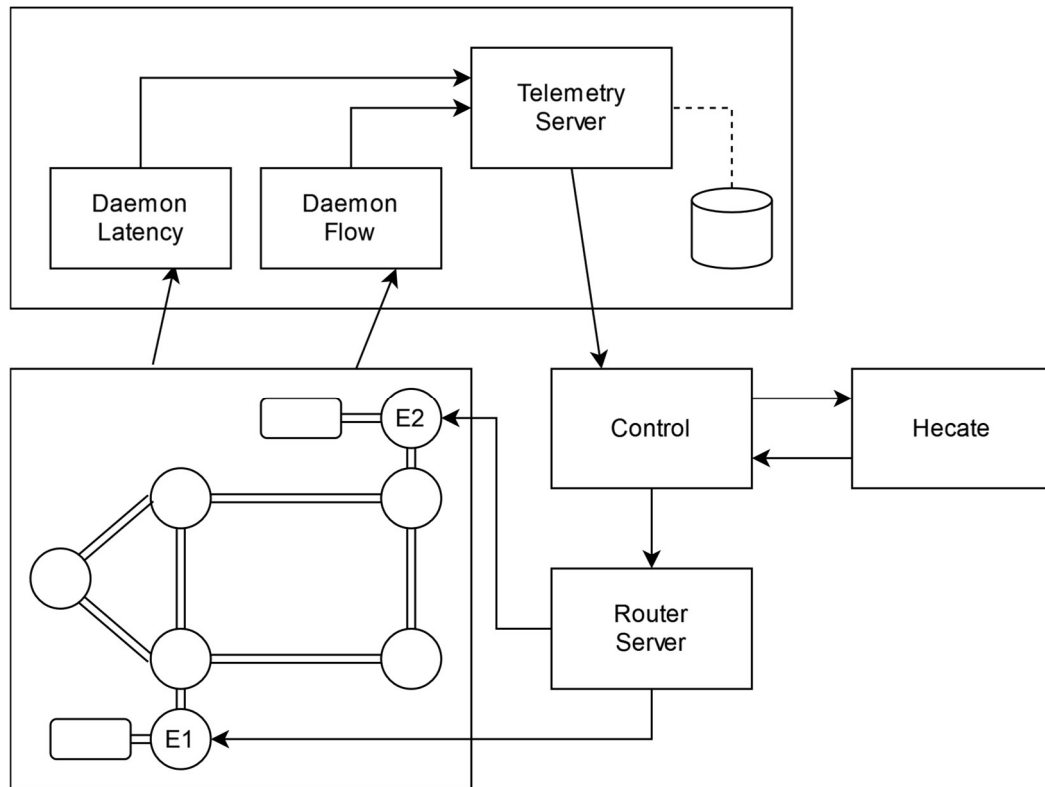 Telemetry
Server
Daemon
Latency
Daemon
Flow
Control
Hecate
E2
Router
Server
E1